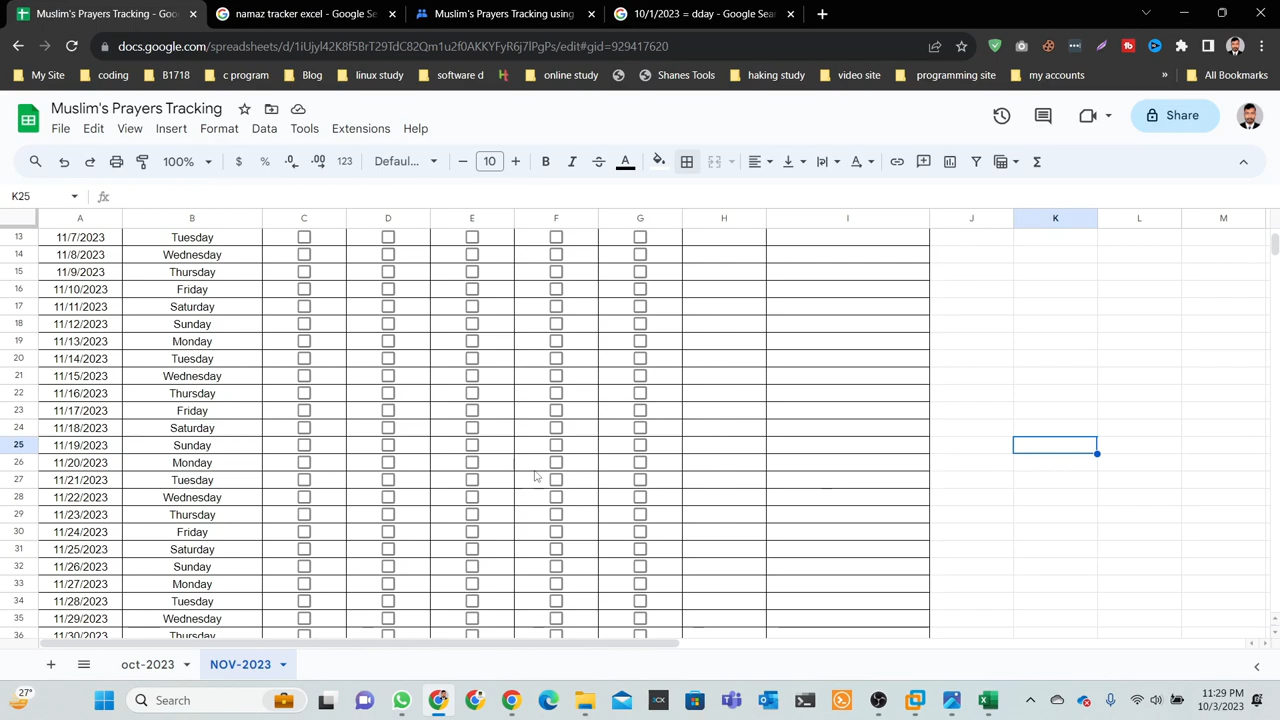 Muslim's Prayers Tracking - Goo
namaz tracker excel - Google Se
Muslim's Prayers Tracking using
10/1/2023 = dday - Google Sear
docs.google.com/spreadsheets/d/1iUjyl42K8f5BrT29TdC82Qm1u2f0AKKYFyR6j7lPgPs/edit#gid=929417620
My Site
coding
B1718
c program
Blog
linux study
software d
online study
Shanes Tools
haking study
video site
programing site
my accounts
»
All Bookmarks
Muslim's Prayers Tracking
Share
File Edit View Insert Format Data Tools Extensions Help
100% $ % .0 .00 123 Defaul... − 10 + B I S A Σ
K25 fx
A B C D E F G H I J K L M
13 11/7/2023 Tuesday
14 11/8/2023 Wednesday
15 11/9/2023 Thursday
16 11/10/2023 Friday
17 11/11/2023 Saturday
18 11/12/2023 Sunday
19 11/13/2023 Monday
20 11/14/2023 Tuesday
21 11/15/2023 Wednesday
22 11/16/2023 Thursday
23 11/17/2023 Friday
24 11/18/2023 Saturday
25 11/19/2023 Sunday
26 11/20/2023 Monday
27 11/21/2023 Tuesday
28 11/22/2023 Wednesday
29 11/23/2023 Thursday
30 11/24/2023 Friday
31 11/25/2023 Saturday
32 11/26/2023 Sunday
33 11/27/2023 Monday
34 11/28/2023 Tuesday
35 11/29/2023 Wednesday
36 11/30/2023 Thursday
oct-2023
NOV-2023
27°
Search
11:29 PM
10/3/2023